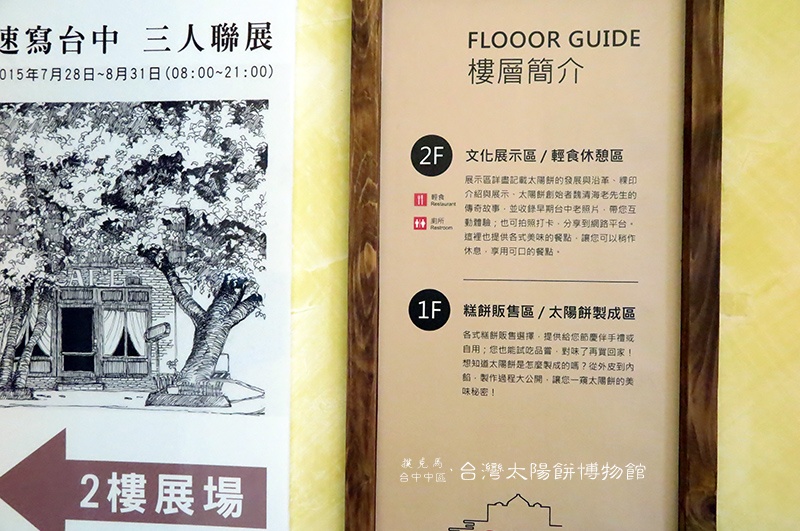 速寫台中 三人聯展
2015年7月28日~8月31日(08:00~21:00)
CAFE
2樓展場
FLOOOR GUIDE
樓層簡介
2F 文化展示區 / 輕食休憩區
展示區詳盡記載太陽餅的發展與沿革、粿印
介紹與展示、太陽餅創始者魏清海老先生的
傳奇故事，並收錄早期台中老照片，帶您互
動體驗；也可拍照打卡，分享到網路平台。
這裡也提供各式美味的餐點，讓您可以稍作
休息，享用可口的餐點。
輕食
Restaurant
廁所
Restroom
1F 糕餅販售區 / 太陽餅製成區
各式糕餅販售選擇，提供給您節慶伴手禮或
自用；您也能試吃品嘗，對味了再買回家！
想知道太陽餅是怎麼製成的嗎？從外皮到內
餡，製作過程大公開，讓您一窺太陽餅的美
味秘密！
撲克馬
台中中區，台灣太陽餅博物館